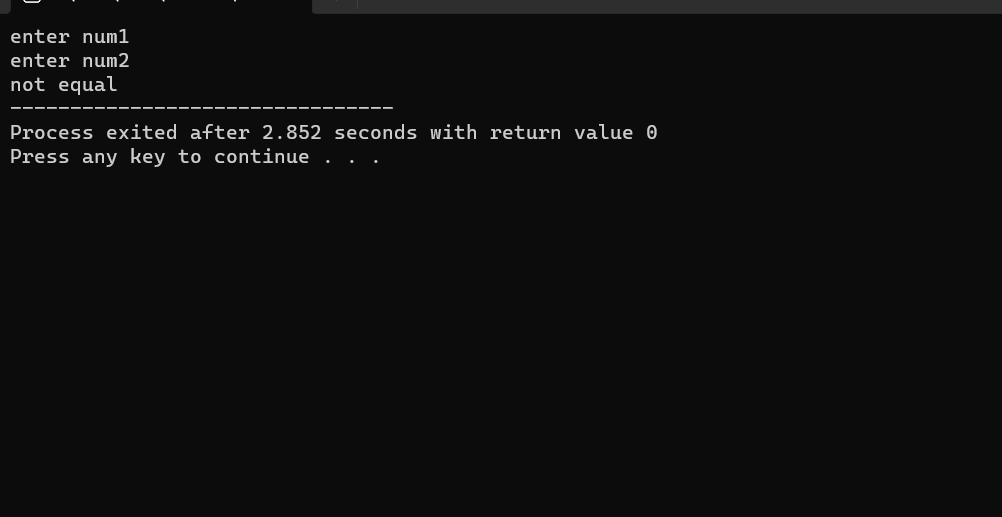 enter num1
enter num2
not equal
--------------------------------
Process exited after 2.852 seconds with return value 0
Press any key to continue . . .